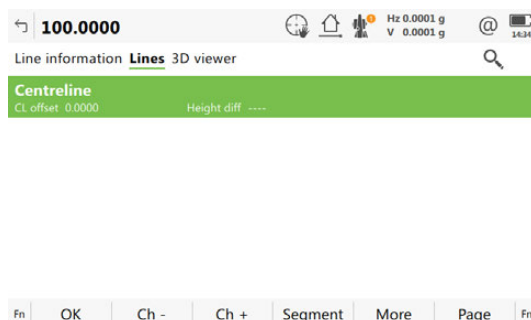 100.0000
Hz 0.0001 g
V 0.0001 g
@
14:34
Line information Lines 3D viewer
Centreline
CL offset 0.0000 Height diff ----
Fn OK Ch - Ch + Segment More Page Fn